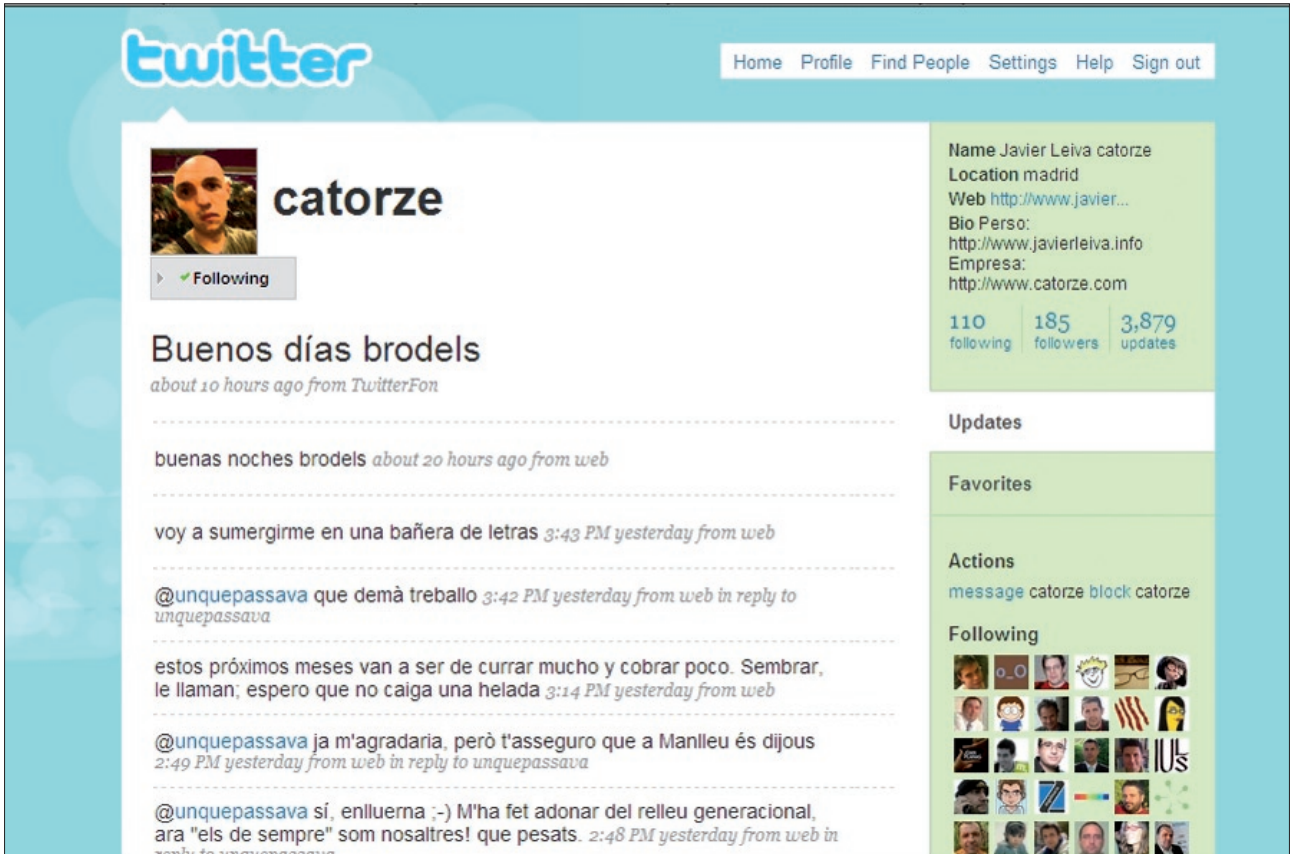 twitter
Home Profile Find People Settings Help Sign out
catorze
Following
Buenos días brodels
about 10 hours ago from TwitterFon
buenas noches brodels about 20 hours ago from web
voy a sumergirme en una bañera de letras 3:43 PM yesterday from web
@unquepassava que demà treballo 3:42 PM yesterday from web in reply to
unquepassava
estos próximos meses van a ser de currar mucho y cobrar poco. Sembrar,
le llaman; espero que no caiga una helada 3:14 PM yesterday from web
@unquepassava ja m'agradaria, però t'asseguro que a Manlleu és dijous
2:49 PM yesterday from web in reply to unquepassava
@unquepassava sí, enlluerna ;-) M'ha fet adonar del relleu generacional,
ara "els de sempre" som nosaltres! que pesats. 2:48 PM yesterday from web in
reply to unquepassava
Name Javier Leiva catorze
Location madrid
Web http://www.javier...
Bio Perso:
http://www.javierleiva.info
Empresa:
http://www.catorze.com
110 185 3,879
following followers updates
Updates
Favorites
Actions
message catorze block catorze
Following
o_O